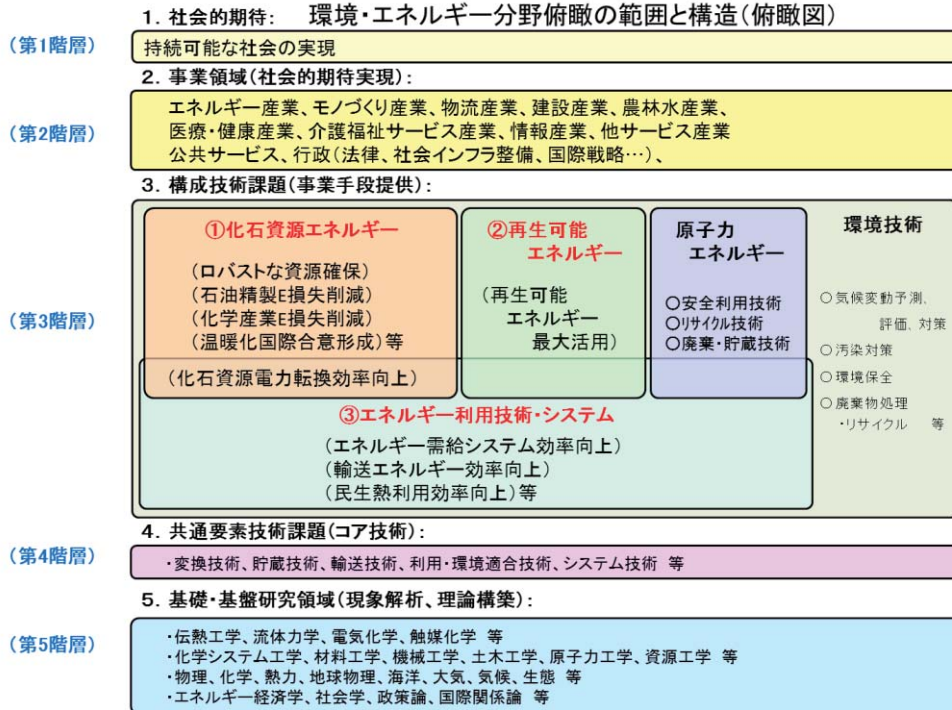 1. 社会的期待: 環境・エネルギー分野俯瞰の範囲と構造(俯瞰図)
(第1階層)
持続可能な社会の実現
2. 事業領域(社会的期待実現):
(第2階層)
エネルギー産業、モノづくり産業、物流産業、建設産業、農林水産業、
医療・健康産業、介護福祉サービス産業、情報産業、他サービス産業
公共サービス、行政(法律、社会インフラ整備、国際戦略…)、
3. 構成技術課題(事業手段提供):
(第3階層)
①化石資源エネルギー
(ロバストな資源確保)
(石油精製E損失削減)
(化学産業E損失削減)
(温暖化国際合意形成)等
(化石資源電力転換効率向上)
②再生可能
エネルギー
(再生可能
エネルギー
最大活用)
原子力
エネルギー
○安全利用技術
○リサイクル技術
○廃棄・貯蔵技術
環境技術
○気候変動予測、
評価、対策
○汚染対策
○環境保全
○廃棄物処理
・リサイクル 等
③エネルギー利用技術・システム
(エネルギー需給システム効率向上)
(輸送エネルギー効率向上)
(民生熱利用効率向上)等
4. 共通要素技術課題(コア技術):
(第4階層)
・変換技術、貯蔵技術、輸送技術、利用・環境適合技術、システム技術 等
5. 基礎・基盤研究領域(現象解析、理論構築):
(第5階層)
・伝熱工学、流体力学、電気化学、触媒化学 等
・化学システム工学、材料工学、機械工学、土木工学、原子力工学、資源工学 等
・物理、化学、熱力、地球物理、海洋、大気、気候、生態 等
・エネルギー経済学、社会学、政策論、国際関係論 等